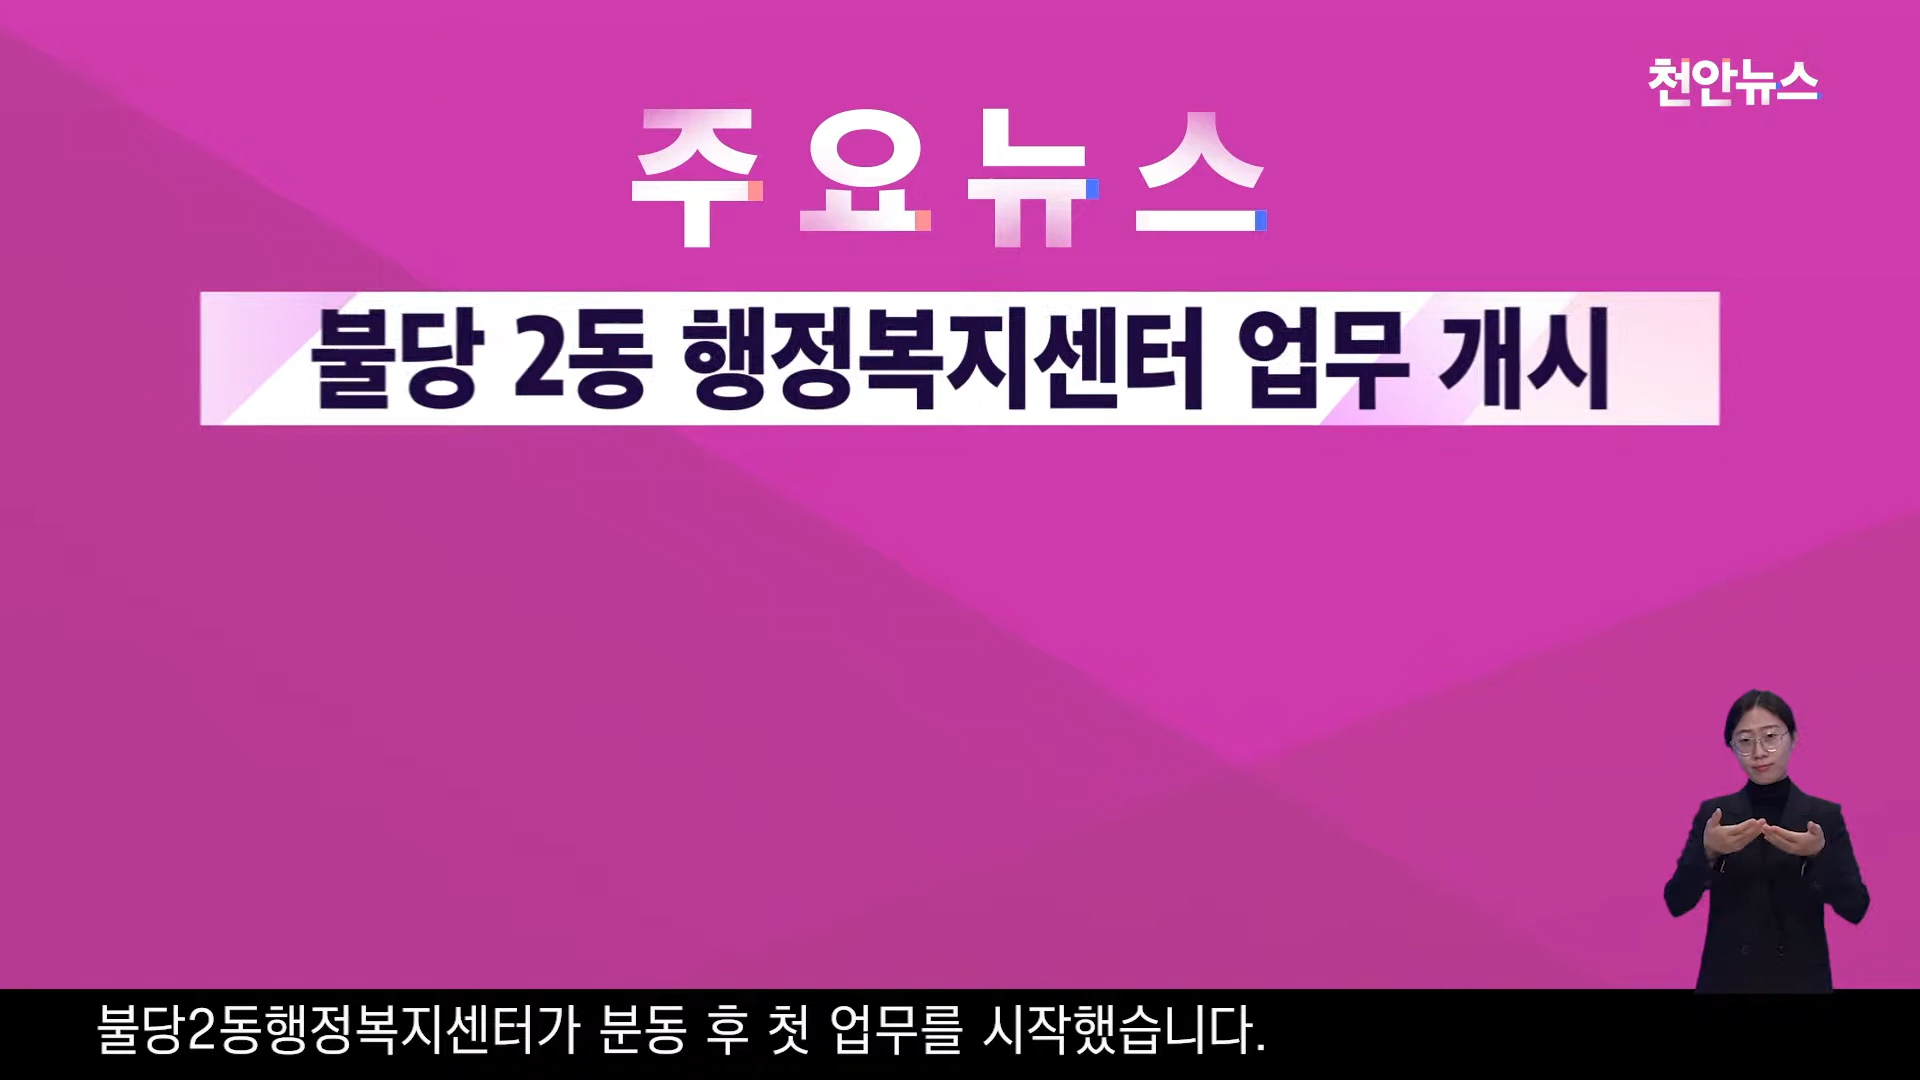 천안뉴스
주요뉴스
불당 2동 행정복지센터 업무 개시
불당2동행정복지센터가 분동 후 첫 업무를 시작했습니다.